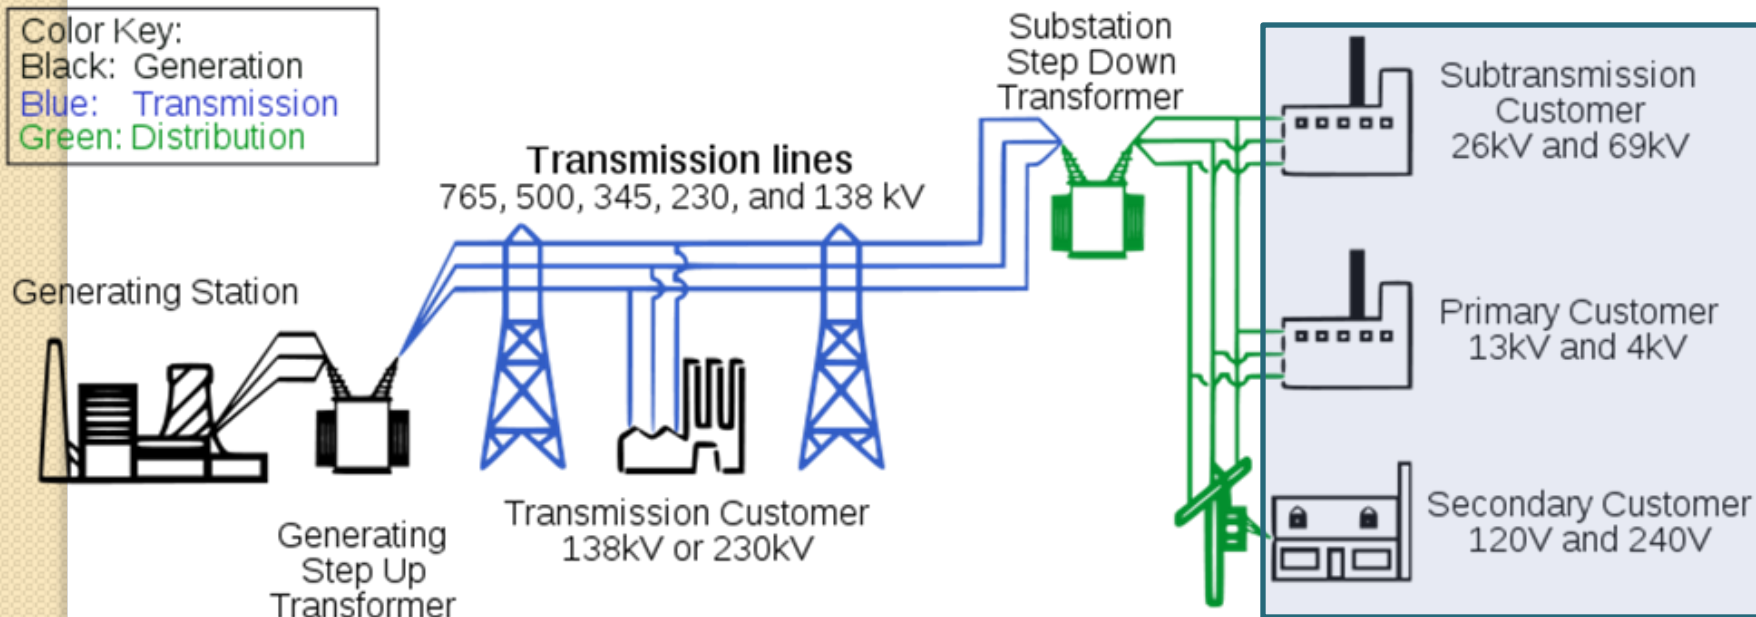 Color Key:
Black: Generation
Blue: Transmission
Green: Distribution
Substation
Step Down
Transformer
Subtransmission
Customer
26kV and 69kV
Transmission lines
765, 500, 345, 230, and 138 kV
Generating Station
Primary Customer
13kV and 4kV
Transmission Customer
138kV or 230kV
Generating
Step Up
Transformer
Secondary Customer
120V and 240V